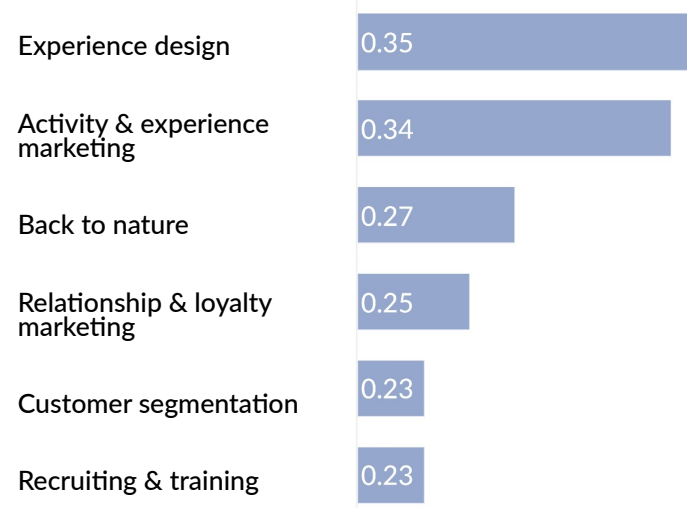 Experience design
0.35
Activity & experience
marketing
0.34
Back to nature
0.27
Relationship & loyalty
marketing
0.25
Customer segmentation
0.23
Recruiting & training
0.23